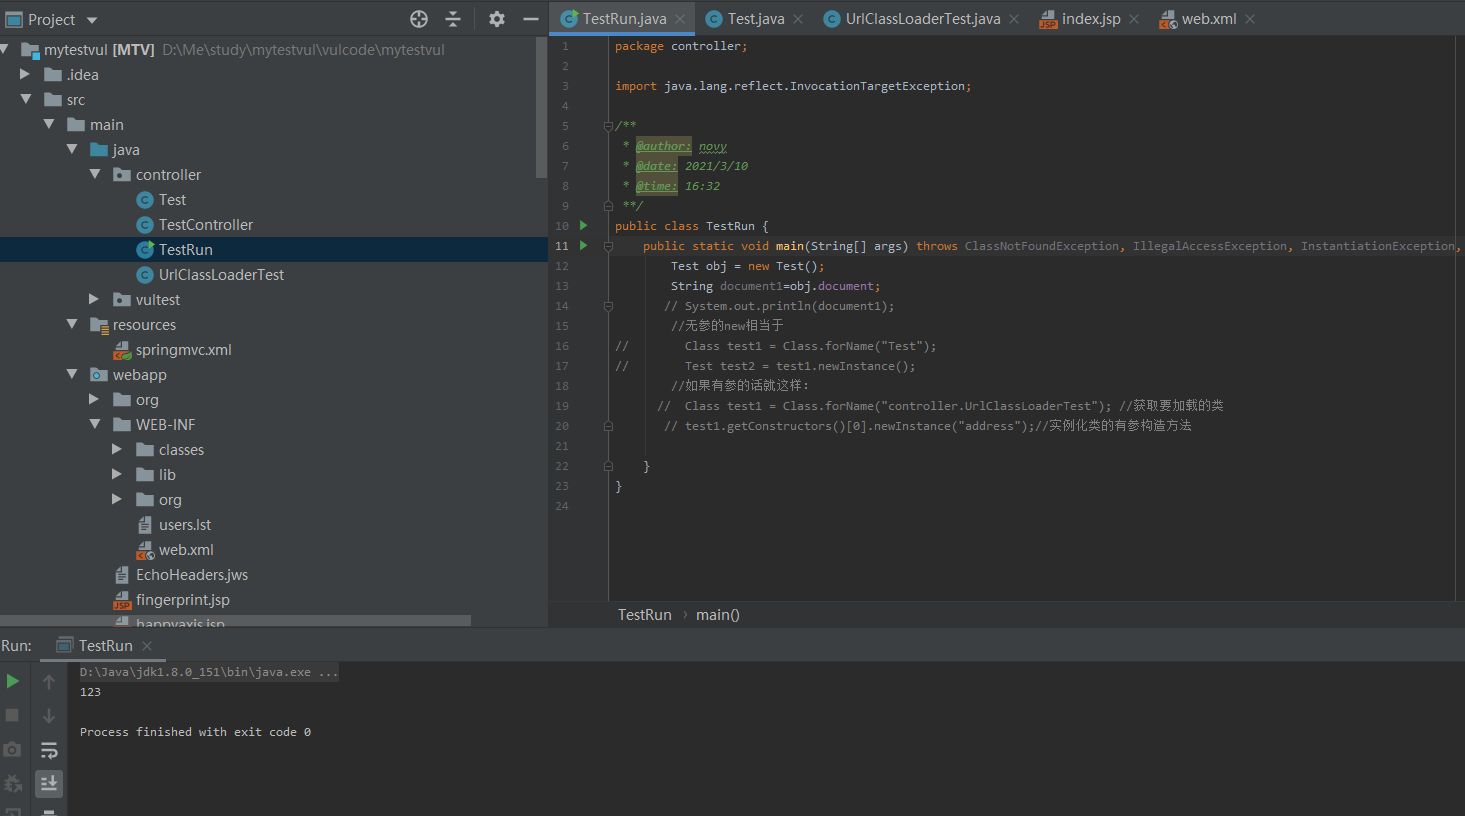 Project
mytestvul [MTV] D:\Me\study\mytestvul\vulcode\mytestvul
.idea
src
main
java
controller
Test
TestController
TestRun
UrlClassLoaderTest
vultest
resources
springmvc.xml
webapp
org
WEB-INF
classes
lib
org
users.lst
web.xml
EchoHeaders.jws
fingerprint.jsp
happyaxis.jsp
TestRun.java Test.java UrlClassLoaderTest.java index.jsp web.xml
1 package controller;
2
3 import java.lang.reflect.InvocationTargetException;
4
5 /**
6 * @author: novy
7 * @date: 2021/3/10
8 * @time: 16:32
9 **/
10 public class TestRun {
11 public static void main(String[] args) throws ClassNotFoundException, IllegalAccessException, InstantiationException,
12 Test obj = new Test();
13 String document1=obj.document;
14 // System.out.println(document1);
15 //无参的new相当于
16 // Class test1 = Class.forName("Test");
17 // Test test2 = test1.newInstance();
18 //如果有参的话就这样:
19 // Class test1 = Class.forName("controller.UrlClassLoaderTest"); //获取要加载的类
20 // test1.getConstructors()[0].newInstance("address");//实例化类的有参构造方法
21
22 }
23 }
24
TestRun › main()
Run: TestRun
D:\Java\jdk1.8.0_151\bin\java.exe ...
123
Process finished with exit code 0